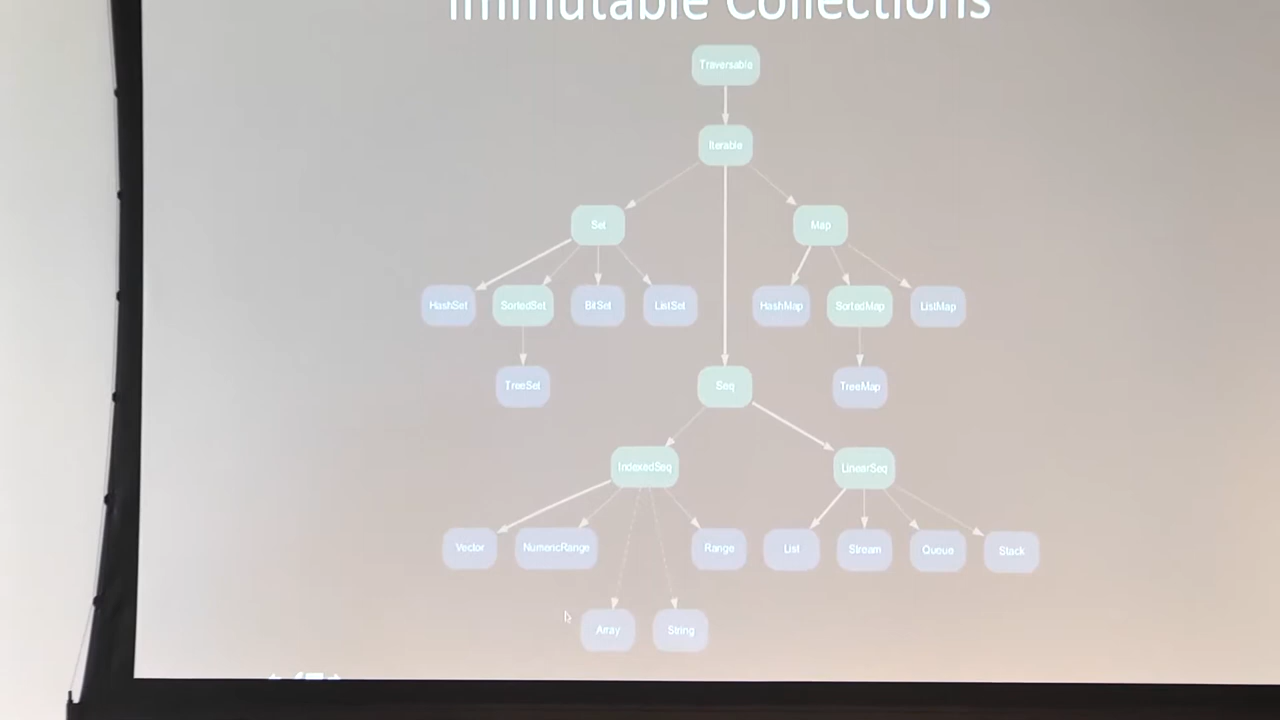 Immutable Collections
Traversable
Iterable
Set
Map
HashSet
SortedSet
BitSet
ListSet
HashMap
SortedMap
ListMap
TreeSet
Seq
TreeMap
IndexedSeq
LinearSeq
Vector
NumericRange
Range
List
Stream
Queue
Stack
Array
String